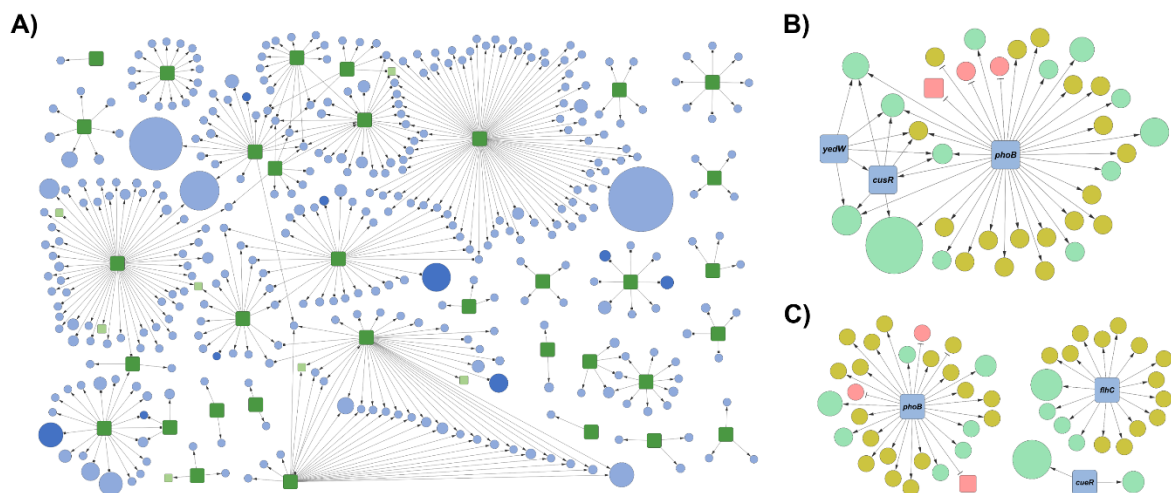 A)
B)
yedW
cusR
phoB
C)
phoB
flhC
cueR